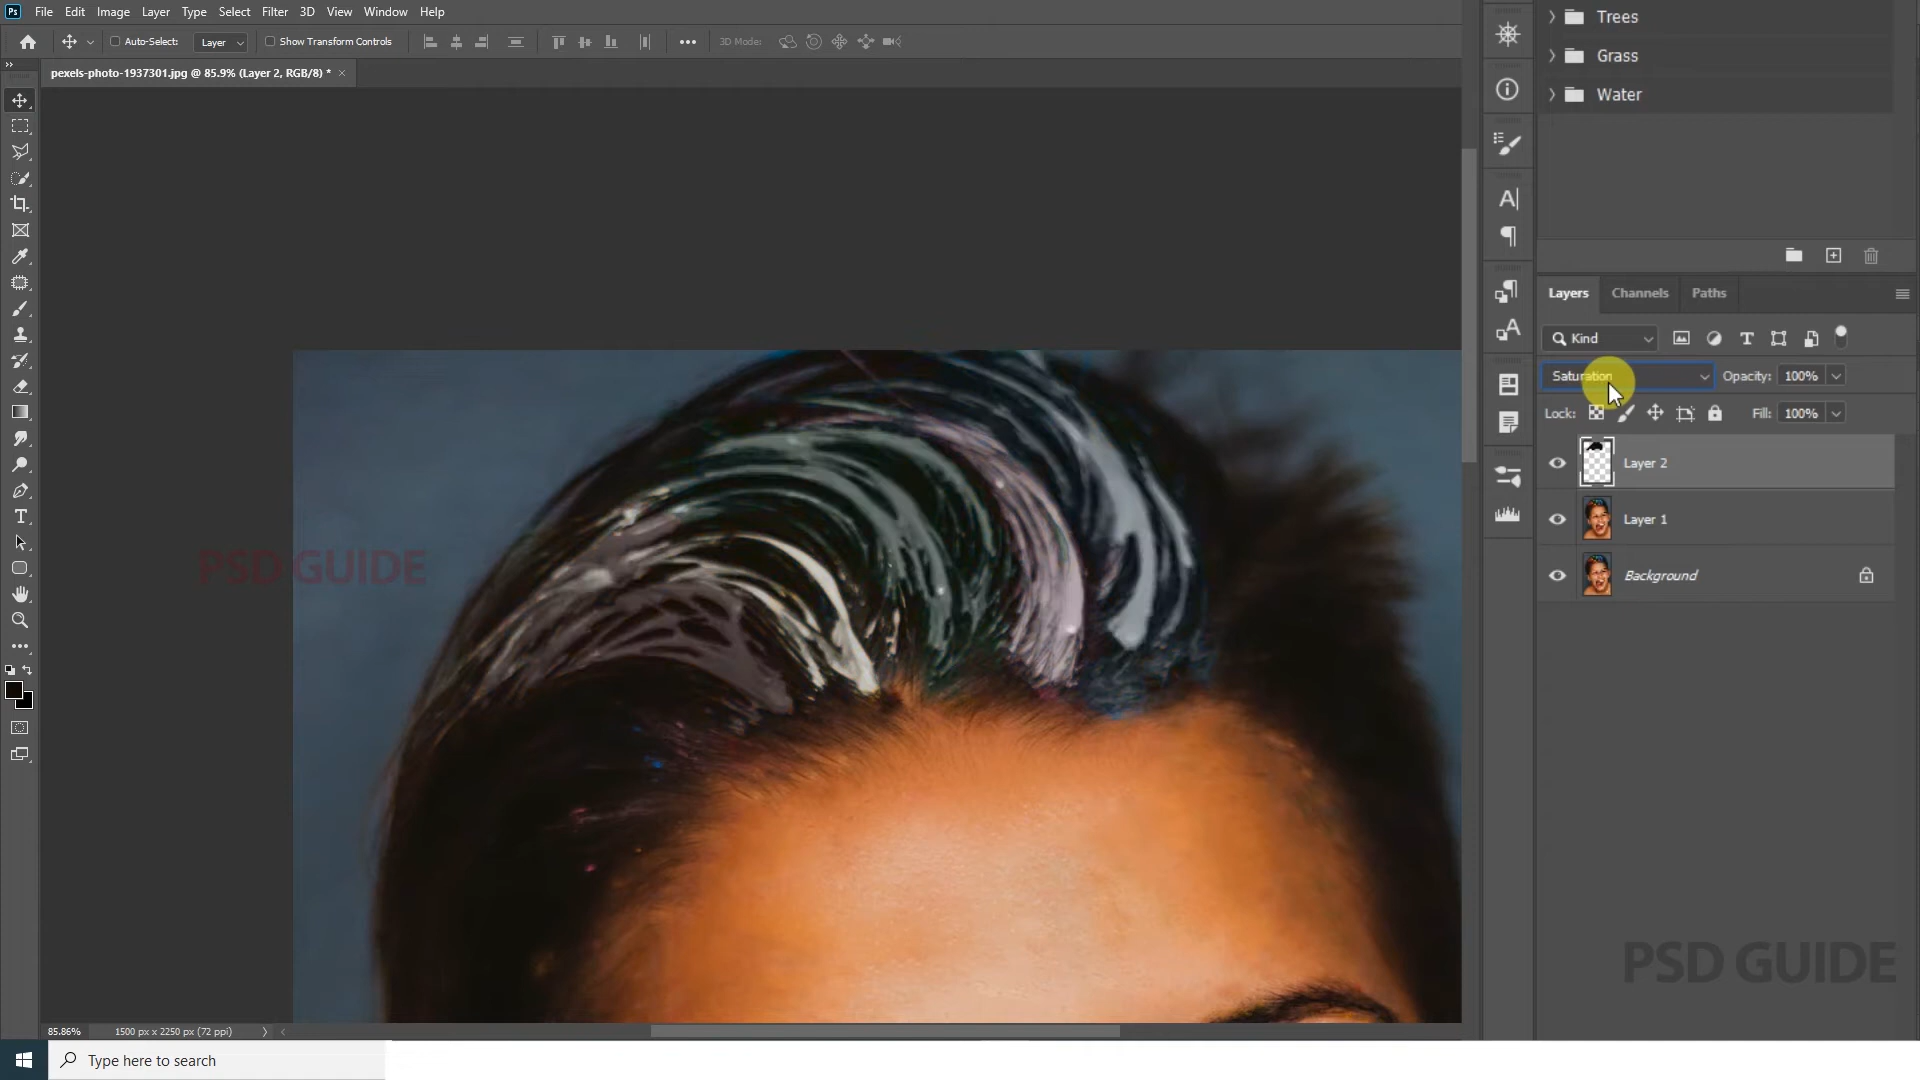 Ps File Edit Image Layer Type Select Filter 3D View Window Help
Auto-Select: Layer Show Transform Controls 3D Mode:
pexels-photo-1937301.jpg @ 85.9% (Layer 2, RGB/8) * ×
Trees
Grass
Water
Layers Channels Paths
Kind
Saturation Opacity: 100%
Lock: Fill: 100%
Layer 2
Layer 1
Background
PSD GUIDE
PSD GUIDE
85.86% 1500 px x 2250 px (72 ppi)
Type here to search